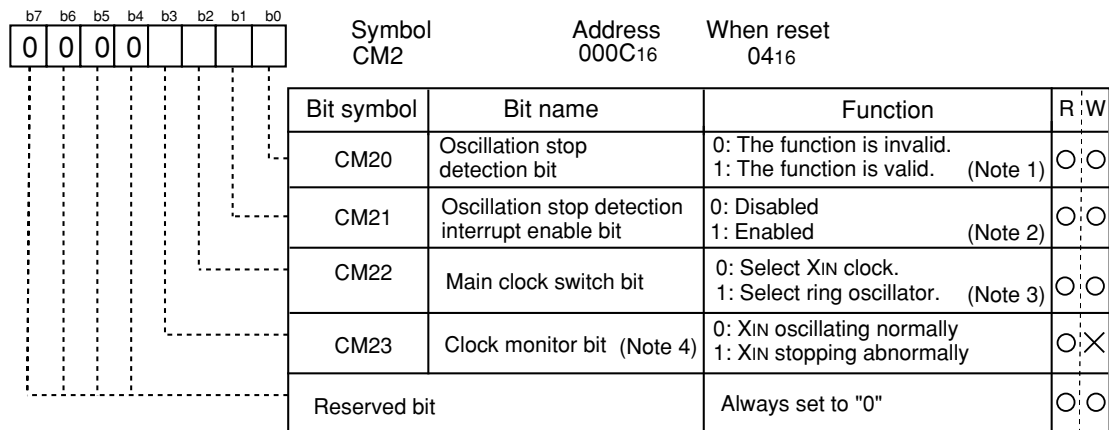 b7 b6 b5 b4 b3 b2 b1 b0
0 0 0 0
Symbol Address When reset
CM2 000C16 0416
Bit symbol Bit name Function R W
CM20 Oscillation stop detection bit 0: The function is invalid.
1: The function is valid. (Note 1)
CM21 Oscillation stop detection interrupt enable bit 0: Disabled
1: Enabled (Note 2)
CM22 Main clock switch bit 0: Select XIN clock.
1: Select ring oscillator. (Note 3)
CM23 Clock monitor bit (Note 4) 0: XIN oscillating normally
1: XIN stopping abnormally
Reserved bit Always set to "0"